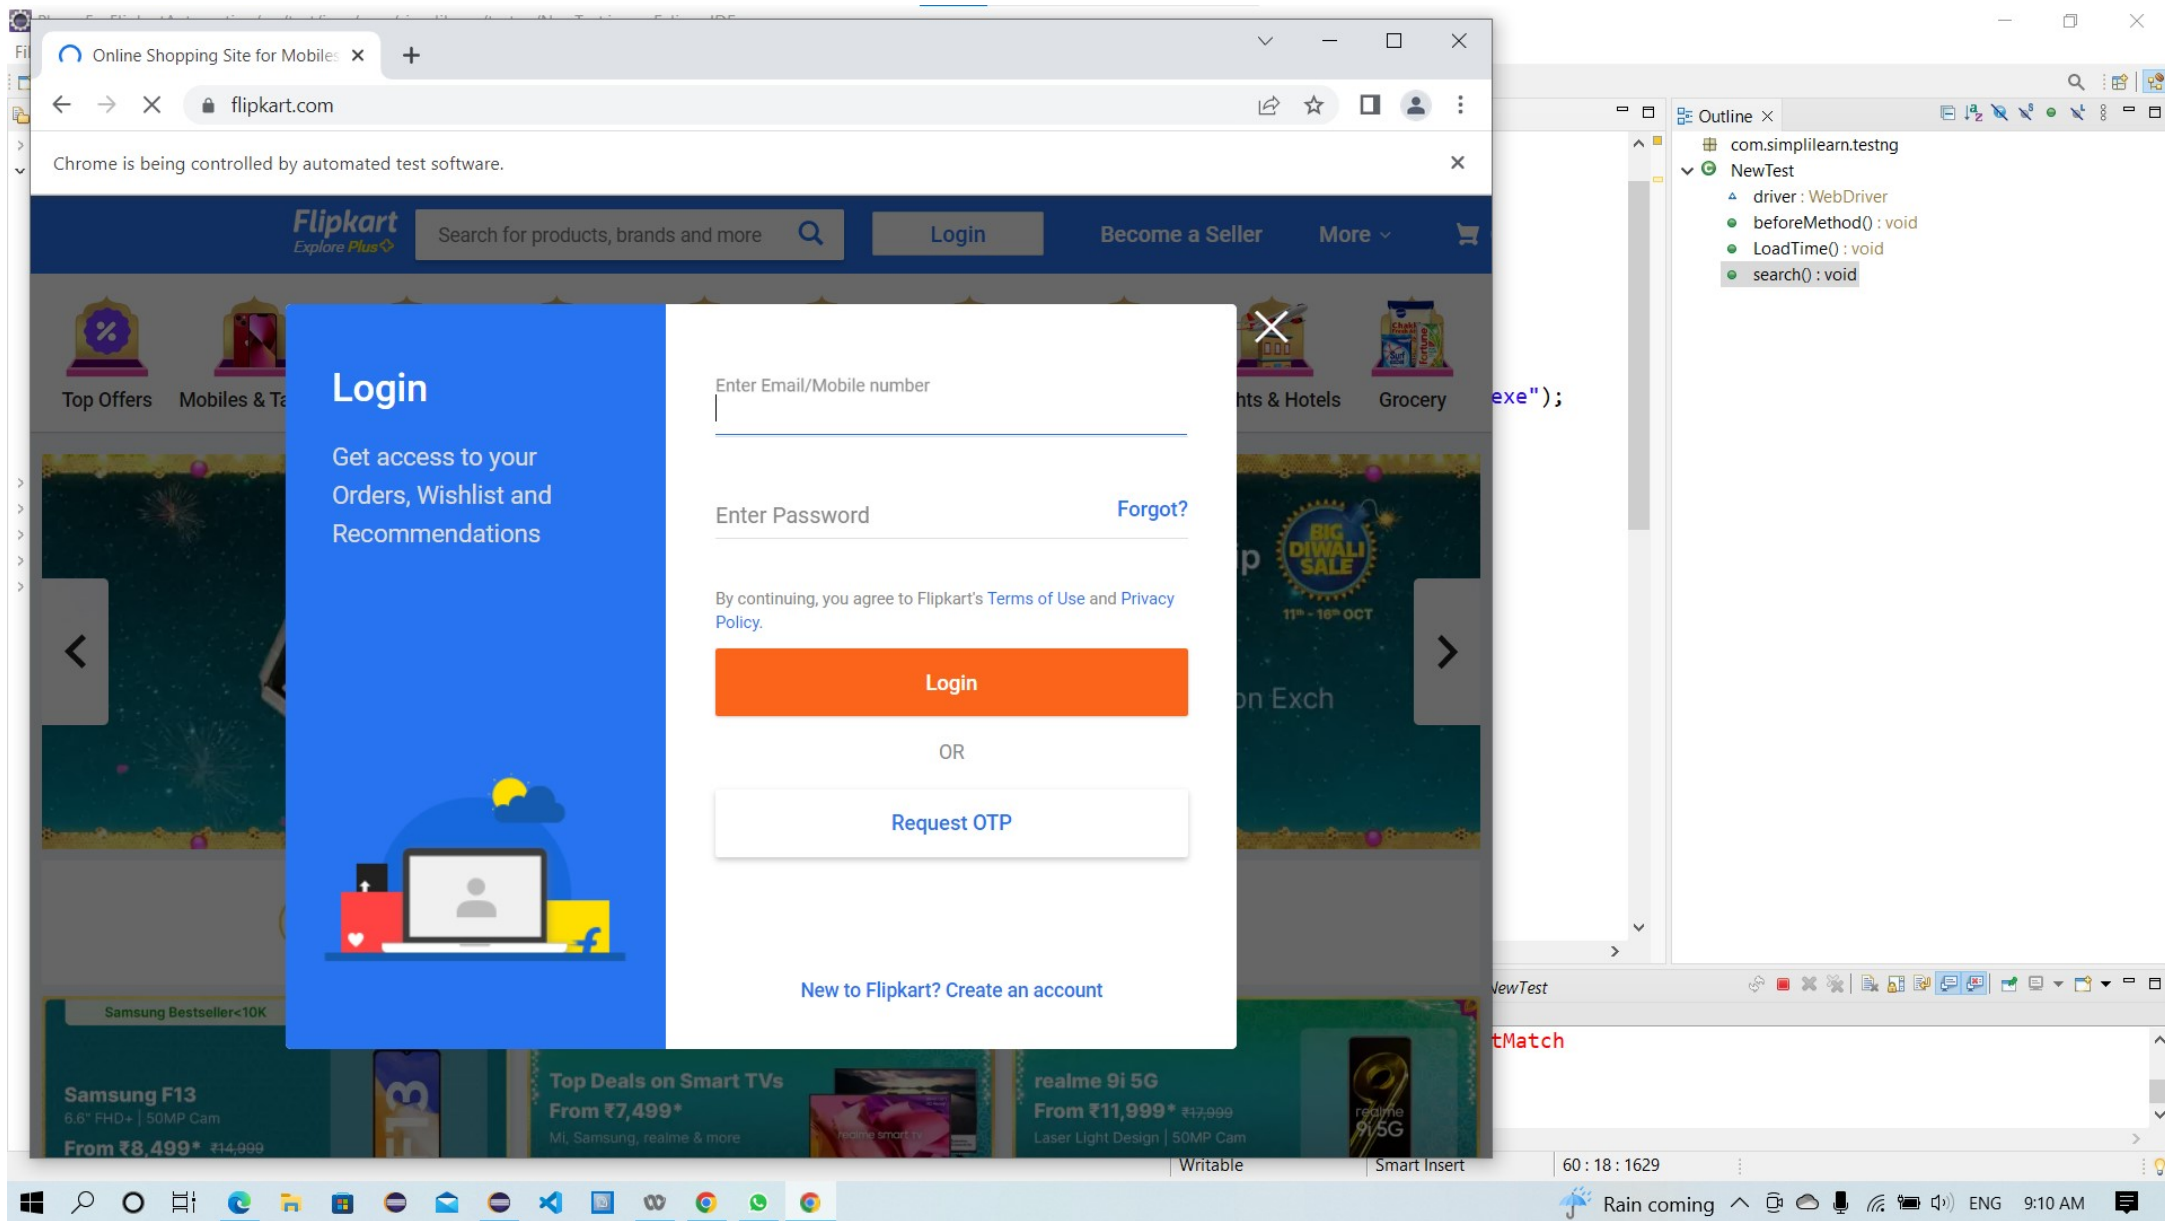 Online Shopping Site for Mobiles
flipkart.com
Chrome is being controlled by automated test software.
Flipkart
Explore Plus
Search for products, brands and more
Login
Become a Seller
More
Top Offers
Mobiles & Ta
hts & Hotels
Grocery
Login
Get access to your
Orders, Wishlist and
Recommendations
Enter Email/Mobile number
Enter Password
Forgot?
By continuing, you agree to Flipkart's Terms of Use and Privacy
Policy.
Login
OR
Request OTP
New to Flipkart? Create an account
BIG
DIWALI
SALE
11th - 16th OCT
on Exch
Samsung Bestseller<10K
Samsung F13
6.6" FHD+ | 50MP Cam
From ₹8,499* ₹14,999
F13
Top Deals on Smart TVs
From ₹7,499*
Mi, Samsung, realme & more
realme smart tv
realme 9i 5G
From ₹11,999* ₹17,999
Laser Light Design | 50MP Cam
realme
9i 5G
exe");
Outline
com.simplilearn.testng
NewTest
driver : WebDriver
beforeMethod() : void
LoadTime() : void
search() : void
NewTest
tMatch
Writable
Smart Insert
60 : 18 : 1629
Rain coming
ENG
9:10 AM